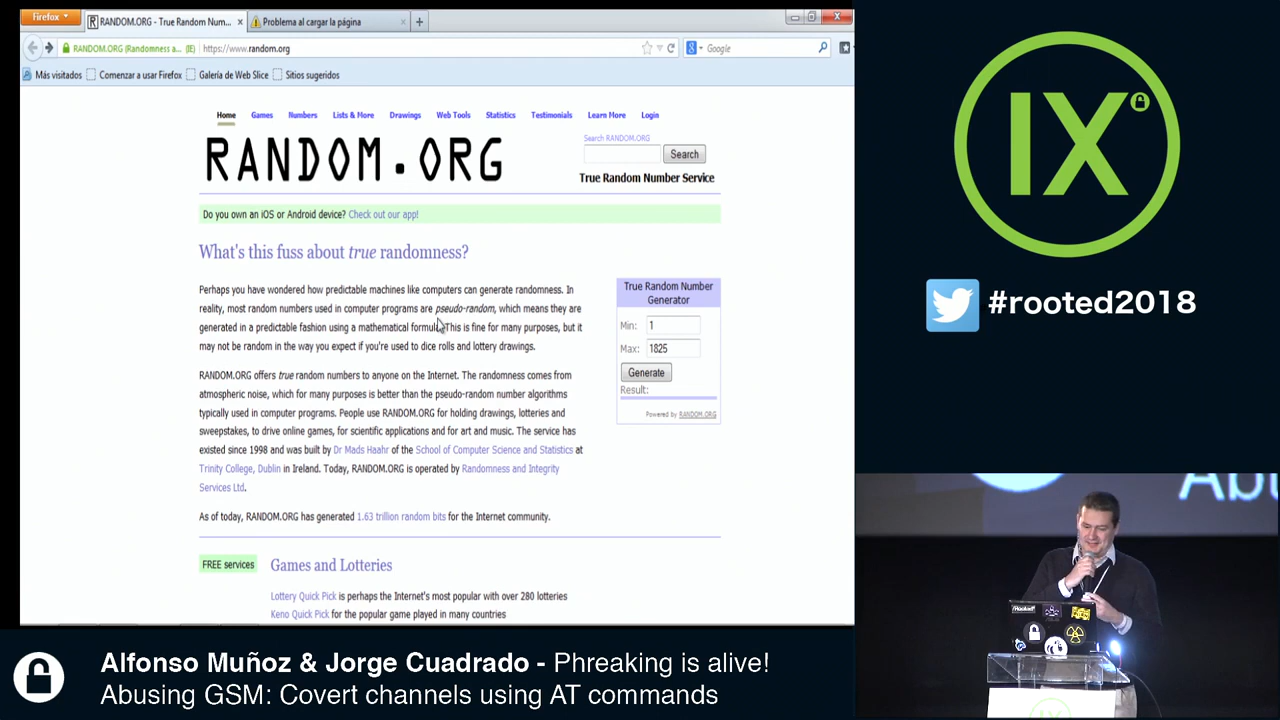 Firefox
RANDOM.ORG - True Random Num...
Problema al cargar la página
RANDOM.ORG (Randomness a... (IE)
https://www.random.org
Google
Más visitados
Comenzar a usar Firefox
Galería de Web Slice
Sitios sugeridos
Home
Games
Numbers
Lists & More
Drawings
Web Tools
Statistics
Testimonials
Learn More
Login
RANDOM.ORG
Search RANDOM.ORG
Search
True Random Number Service
Do you own an iOS or Android device? Check out our app!
What's this fuss about true randomness?
Perhaps you have wondered how predictable machines like computers can generate randomness. In
reality, most random numbers used in computer programs are pseudo-random, which means they are
generated in a predictable fashion using a mathematical formula. This is fine for many purposes, but it
may not be random in the way you expect if you're used to dice rolls and lottery drawings.
RANDOM.ORG offers true random numbers to anyone on the Internet. The randomness comes from
atmospheric noise, which for many purposes is better than the pseudo-random number algorithms
typically used in computer programs. People use RANDOM.ORG for holding drawings, lotteries and
sweepstakes, to drive online games, for scientific applications and for art and music. The service has
existed since 1998 and was built by Dr Mads Haahr of the School of Computer Science and Statistics at
Trinity College, Dublin in Ireland. Today, RANDOM.ORG is operated by Randomness and Integrity
Services Ltd.
As of today, RANDOM.ORG has generated 1.63 trillion random bits for the Internet community.
True Random Number
Generator
Min: 1
Max: 1825
Generate
Result:
Powered by RANDOM.ORG
FREE services
Games and Lotteries
Lottery Quick Pick is perhaps the Internet's most popular with over 280 lotteries
Keno Quick Pick for the popular game played in many countries
IX
#rooted2018
Abu
IX
Alfonso Muñoz & Jorge Cuadrado - Phreaking is alive!
Abusing GSM: Covert channels using AT commands